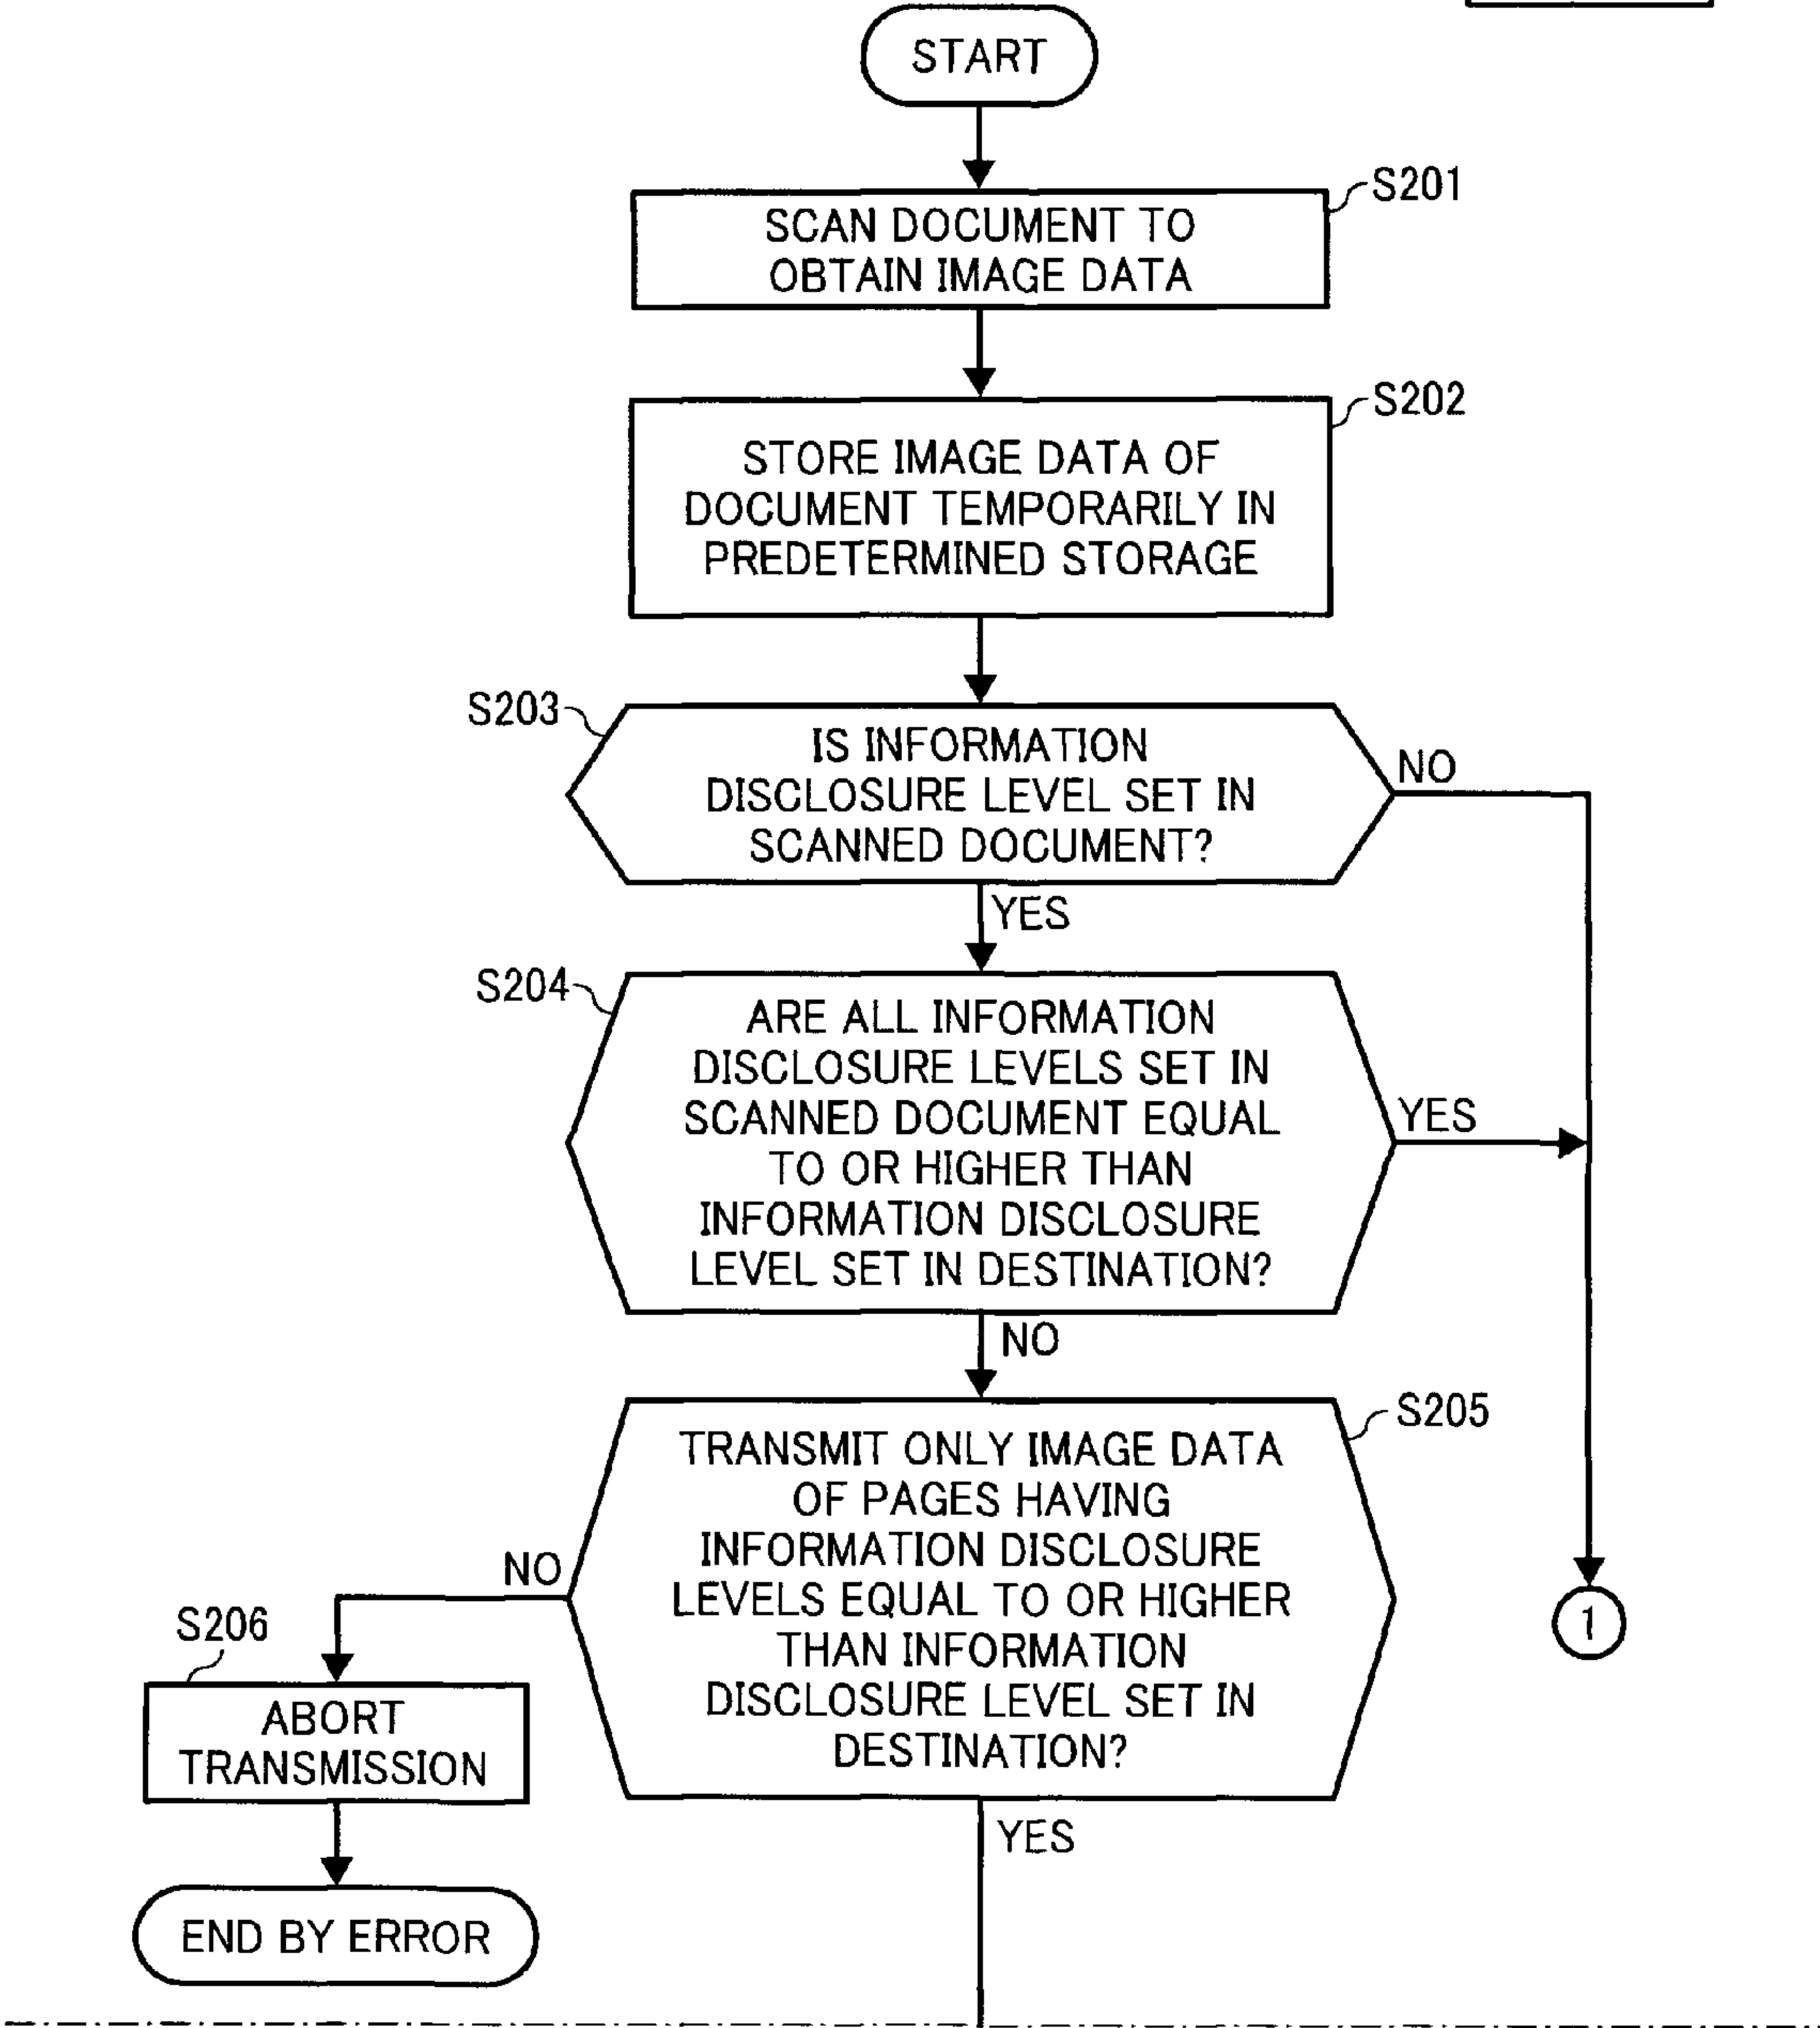 START
S201
SCAN DOCUMENT TO
OBTAIN IMAGE DATA
S202
STORE IMAGE DATA OF
DOCUMENT TEMPORARILY IN
PREDETERMINED STORAGE
S203
IS INFORMATION
DISCLOSURE LEVEL SET IN
SCANNED DOCUMENT?
NO
YES
S204
ARE ALL INFORMATION
DISCLOSURE LEVELS SET IN
SCANNED DOCUMENT EQUAL
TO OR HIGHER THAN
INFORMATION DISCLOSURE
LEVEL SET IN DESTINATION?
YES
NO
S205
TRANSMIT ONLY IMAGE DATA
OF PAGES HAVING
INFORMATION DISCLOSURE
LEVELS EQUAL TO OR HIGHER
THAN INFORMATION
DISCLOSURE LEVEL SET IN
DESTINATION?
NO
1
S206
ABORT
TRANSMISSION
YES
END BY ERROR